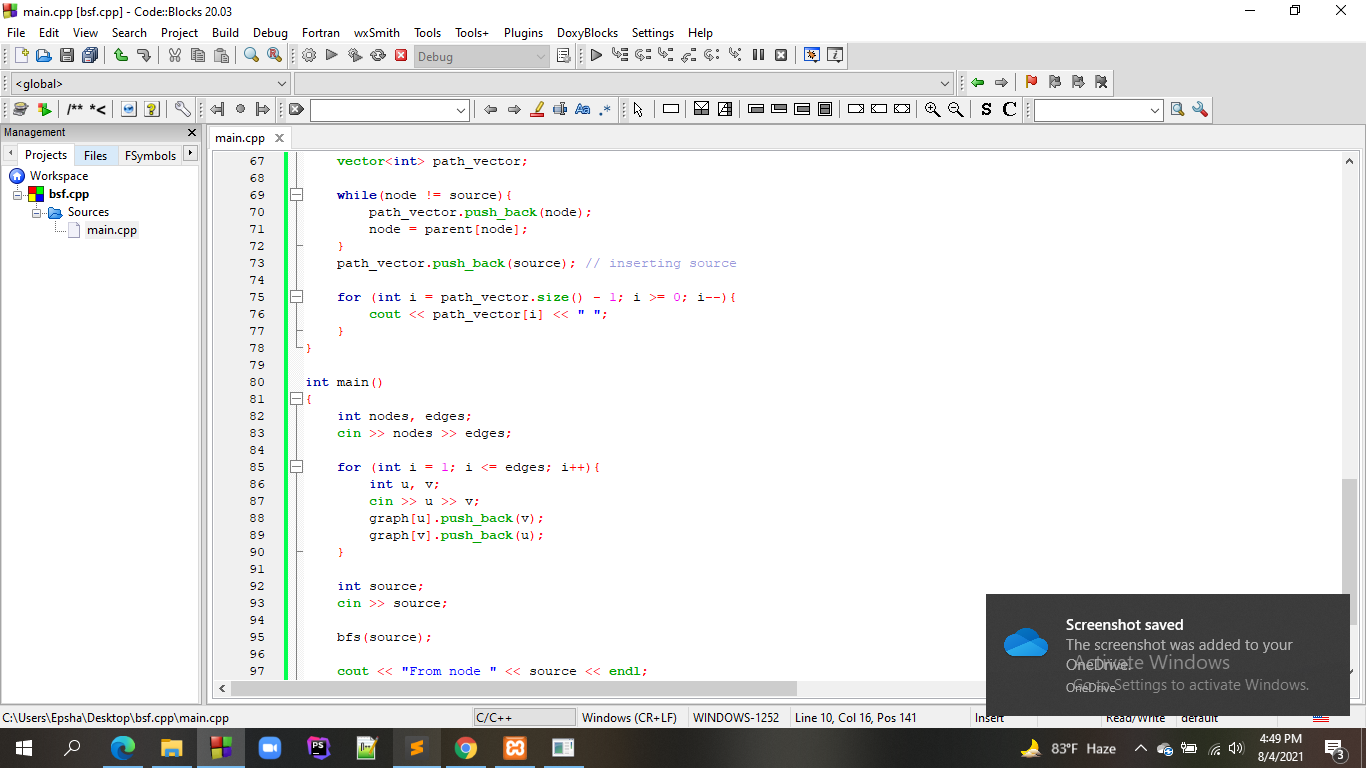 main.cpp [bsf.cpp] - Code::Blocks 20.03
File Edit View Search Project Build Debug Fortran wxSmith Tools Tools+ Plugins DoxyBlocks Settings Help
Debug
<global>
/** *<
Aa .*
S C
Management
Projects Files FSymbols
main.cpp
Workspace
bsf.cpp
Sources
main.cpp
67 vector<int> path_vector;
68
69 while(node != source){
70 path_vector.push_back(node);
71 node = parent[node];
72 }
73 path_vector.push_back(source); // inserting source
74
75 for (int i = path_vector.size() - 1; i >= 0; i--){
76 cout << path_vector[i] << " ";
77 }
78 }
79
80 int main()
81 {
82 int nodes, edges;
83 cin >> nodes >> edges;
84
85 for (int i = 1; i <= edges; i++){
86 int u, v;
87 cin >> u >> v;
88 graph[u].push_back(v);
89 graph[v].push_back(u);
90 }
91
92 int source;
93 cin >> source;
94
95 bfs(source);
96
97 cout << "From node " << source << endl;
Screenshot saved
The screenshot was added to your
OneDrive.
OneDrive
Activate Windows
Go to Settings to activate Windows.
C:\Users\Epsha\Desktop\bsf.cpp\main.cpp C/C++ Windows (CR+LF) WINDOWS-1252 Line 10, Col 16, Pos 141 Insert Read/Write default
83°F Haze
4:49 PM
8/4/2021
3